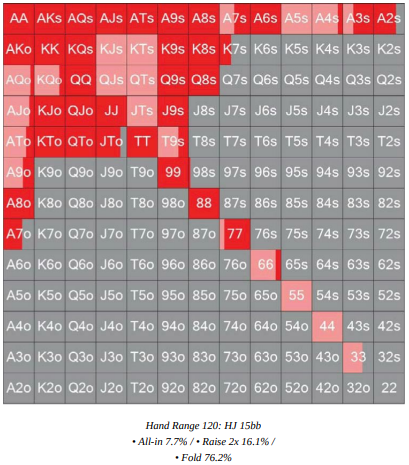 AA AKs AQs AJs ATs A9s A8s A7s A6s A5s A4s A3s A2s
AKo KK KQs KJs KTs K9s K8s K7s K6s K5s K4s K3s K2s
AQo KQo QQ QJs QTs Q9s Q8s Q7s Q6s Q5s Q4s Q3s Q2s
AJo KJo QJo JJ JTs J9s J8s J7s J6s J5s J4s J3s J2s
ATo KTo QTo JTo TT T9s T8s T7s T6s T5s T4s T3s T2s
A9o K9o Q9o J9o T9o 99 98s 97s 96s 95s 94s 93s 92s
A8o K8o Q8o J8o T8o 98o 88 87s 86s 85s 84s 83s 82s
A7o K7o Q7o J7o T7o 97o 87o 77 76s 75s 74s 73s 72s
A6o K6o Q6o J6o T6o 96o 86o 76o 66 65s 64s 63s 62s
A5o K5o Q5o J5o T5o 95o 85o 75o 65o 55 54s 53s 52s
A4o K4o Q4o J4o T4o 94o 84o 74o 64o 54o 44 43s 42s
A3o K3o Q3o J3o T3o 93o 83o 73o 63o 53o 43o 33 32s
A2o K2o Q2o J2o T2o 92o 82o 72o 62o 52o 42o 32o 22
Hand Range 120: HJ 15bb
• All-in 7.7% / • Raise 2x 16.1% /
• Fold 76.2%